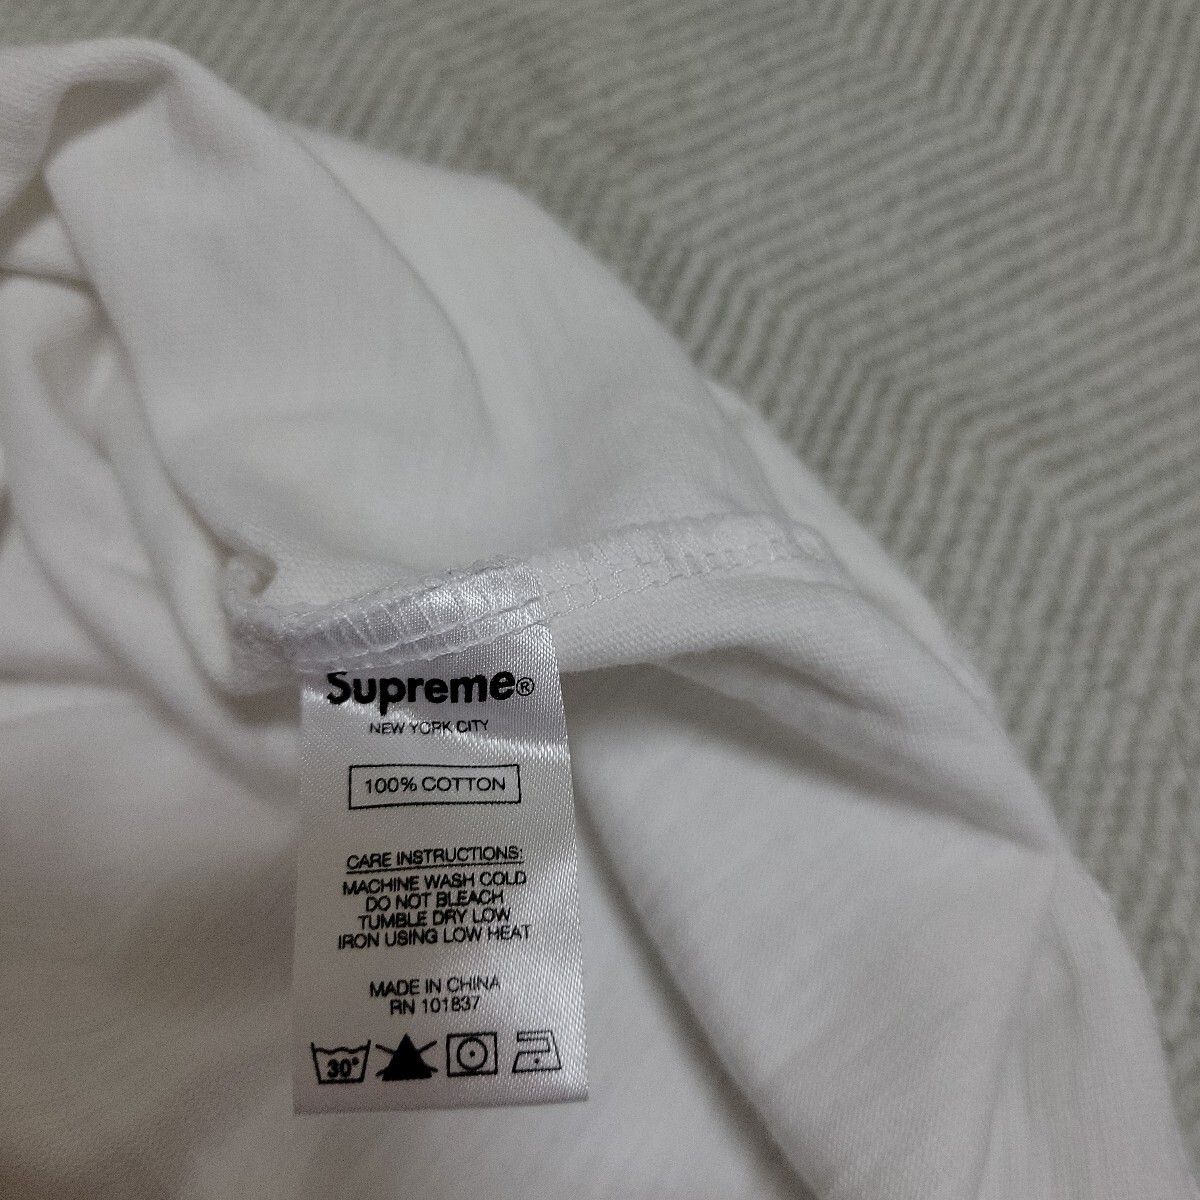 Supreme®
NEW YORK CITY
100% COTTON
CARE INSTRUCTIONS:
MACHINE WASH COLD
DO NOT BLEACH
TUMBLE DRY LOW
IRON USING LOW HEAT
MADE IN CHINA
RN 101837
30°